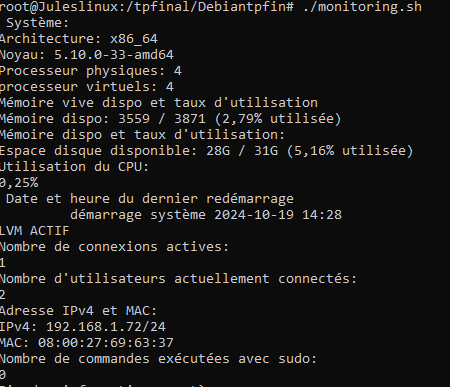 root@Juleslinux:/tpfinal/Debiantpfin# ./monitoring.sh
Système:
Architecture: x86_64
Noyau: 5.10.0-33-amd64
Processeur physiques: 4
processeur virtuels: 4
Mémoire vive dispo et taux d'utilisation
Mémoire dispo: 3559 / 3871 (2,79% utilisée)
Mémoire dispo et taux d'utilisation:
Espace disque disponible: 28G / 31G (5,16% utilisée)
Utilisation du CPU:
0,25%
Date et heure du dernier redémarrage
démarrage système 2024-10-19 14:28
LVM ACTIF
Nombre de connexions actives:
1
Nombre d'utilisateurs actuellement connectés:
2
Adresse IPv4 et MAC:
IPv4: 192.168.1.72/24
MAC: 08:00:27:69:63:37
Nombre de commandes exécutées avec sudo:
0